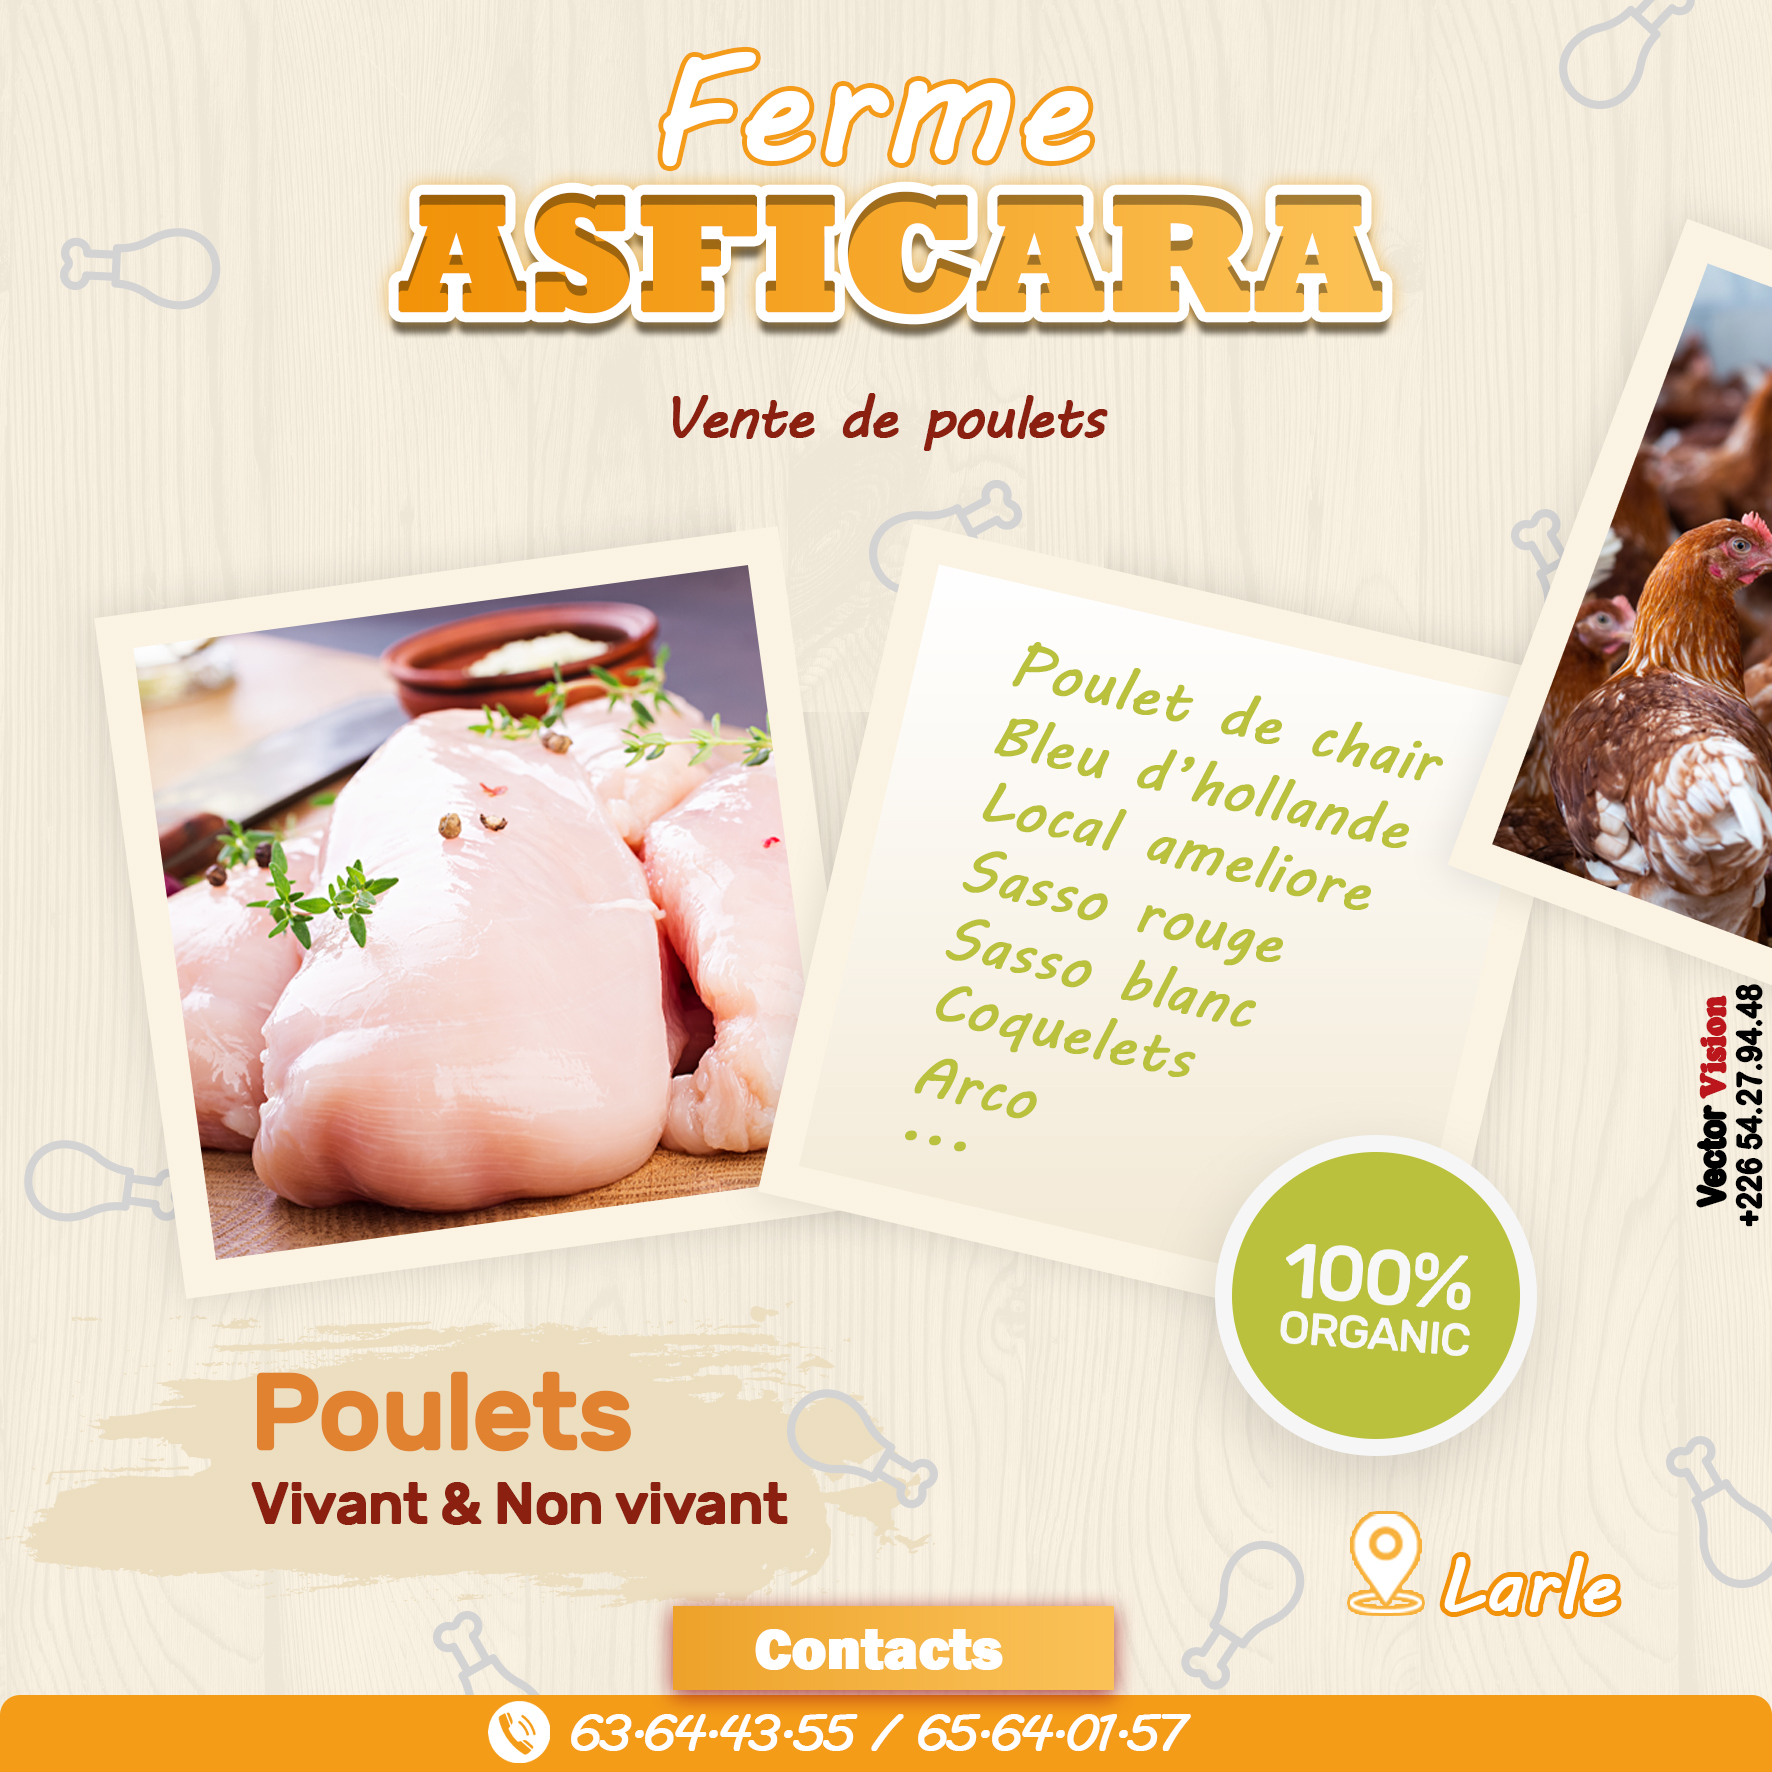 Ferme
ASFICARA
Vente de poulets
Poulet de chair
Bleu d'hollande
Local ameliore
Sasso rouge
Sasso blanc
Coquelets
Arco
...
Vector Vision
+226 54.27.94.48
100%
ORGANIC
Poulets
Vivant & Non vivant
Larle
Contacts
63·64·43·55 / 65·64·01·57